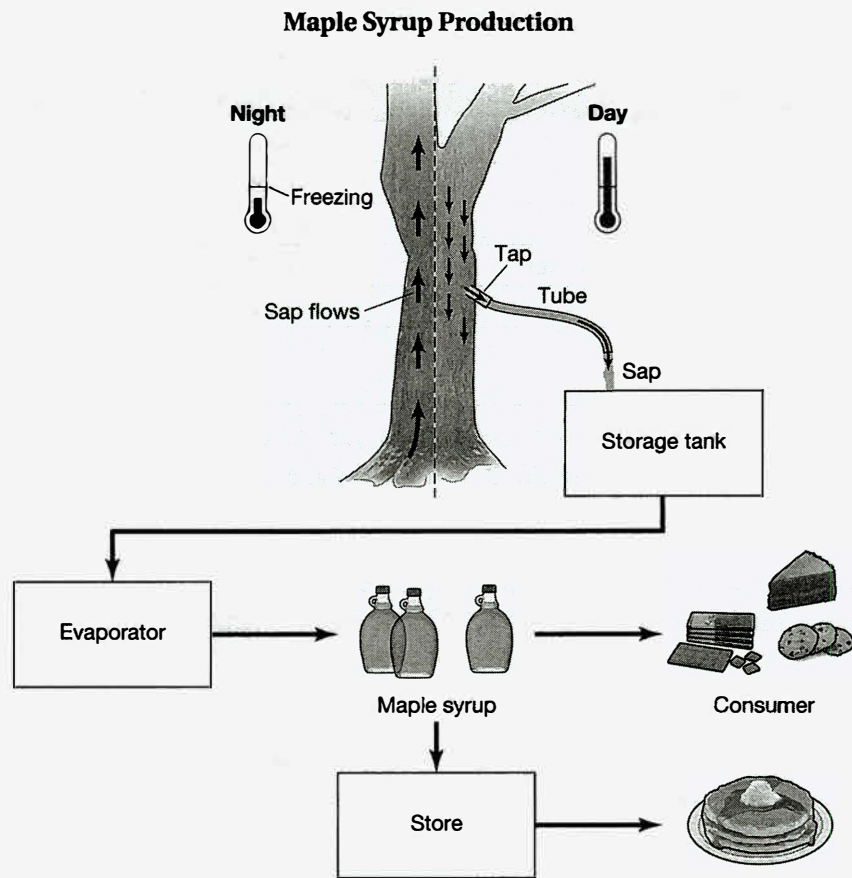 Maple Syrup Production
Night
Day
Freezing
Tap
Tube
Sap flows
Sap
Storage tank
Evaporator
Maple syrup
Consumer
Store